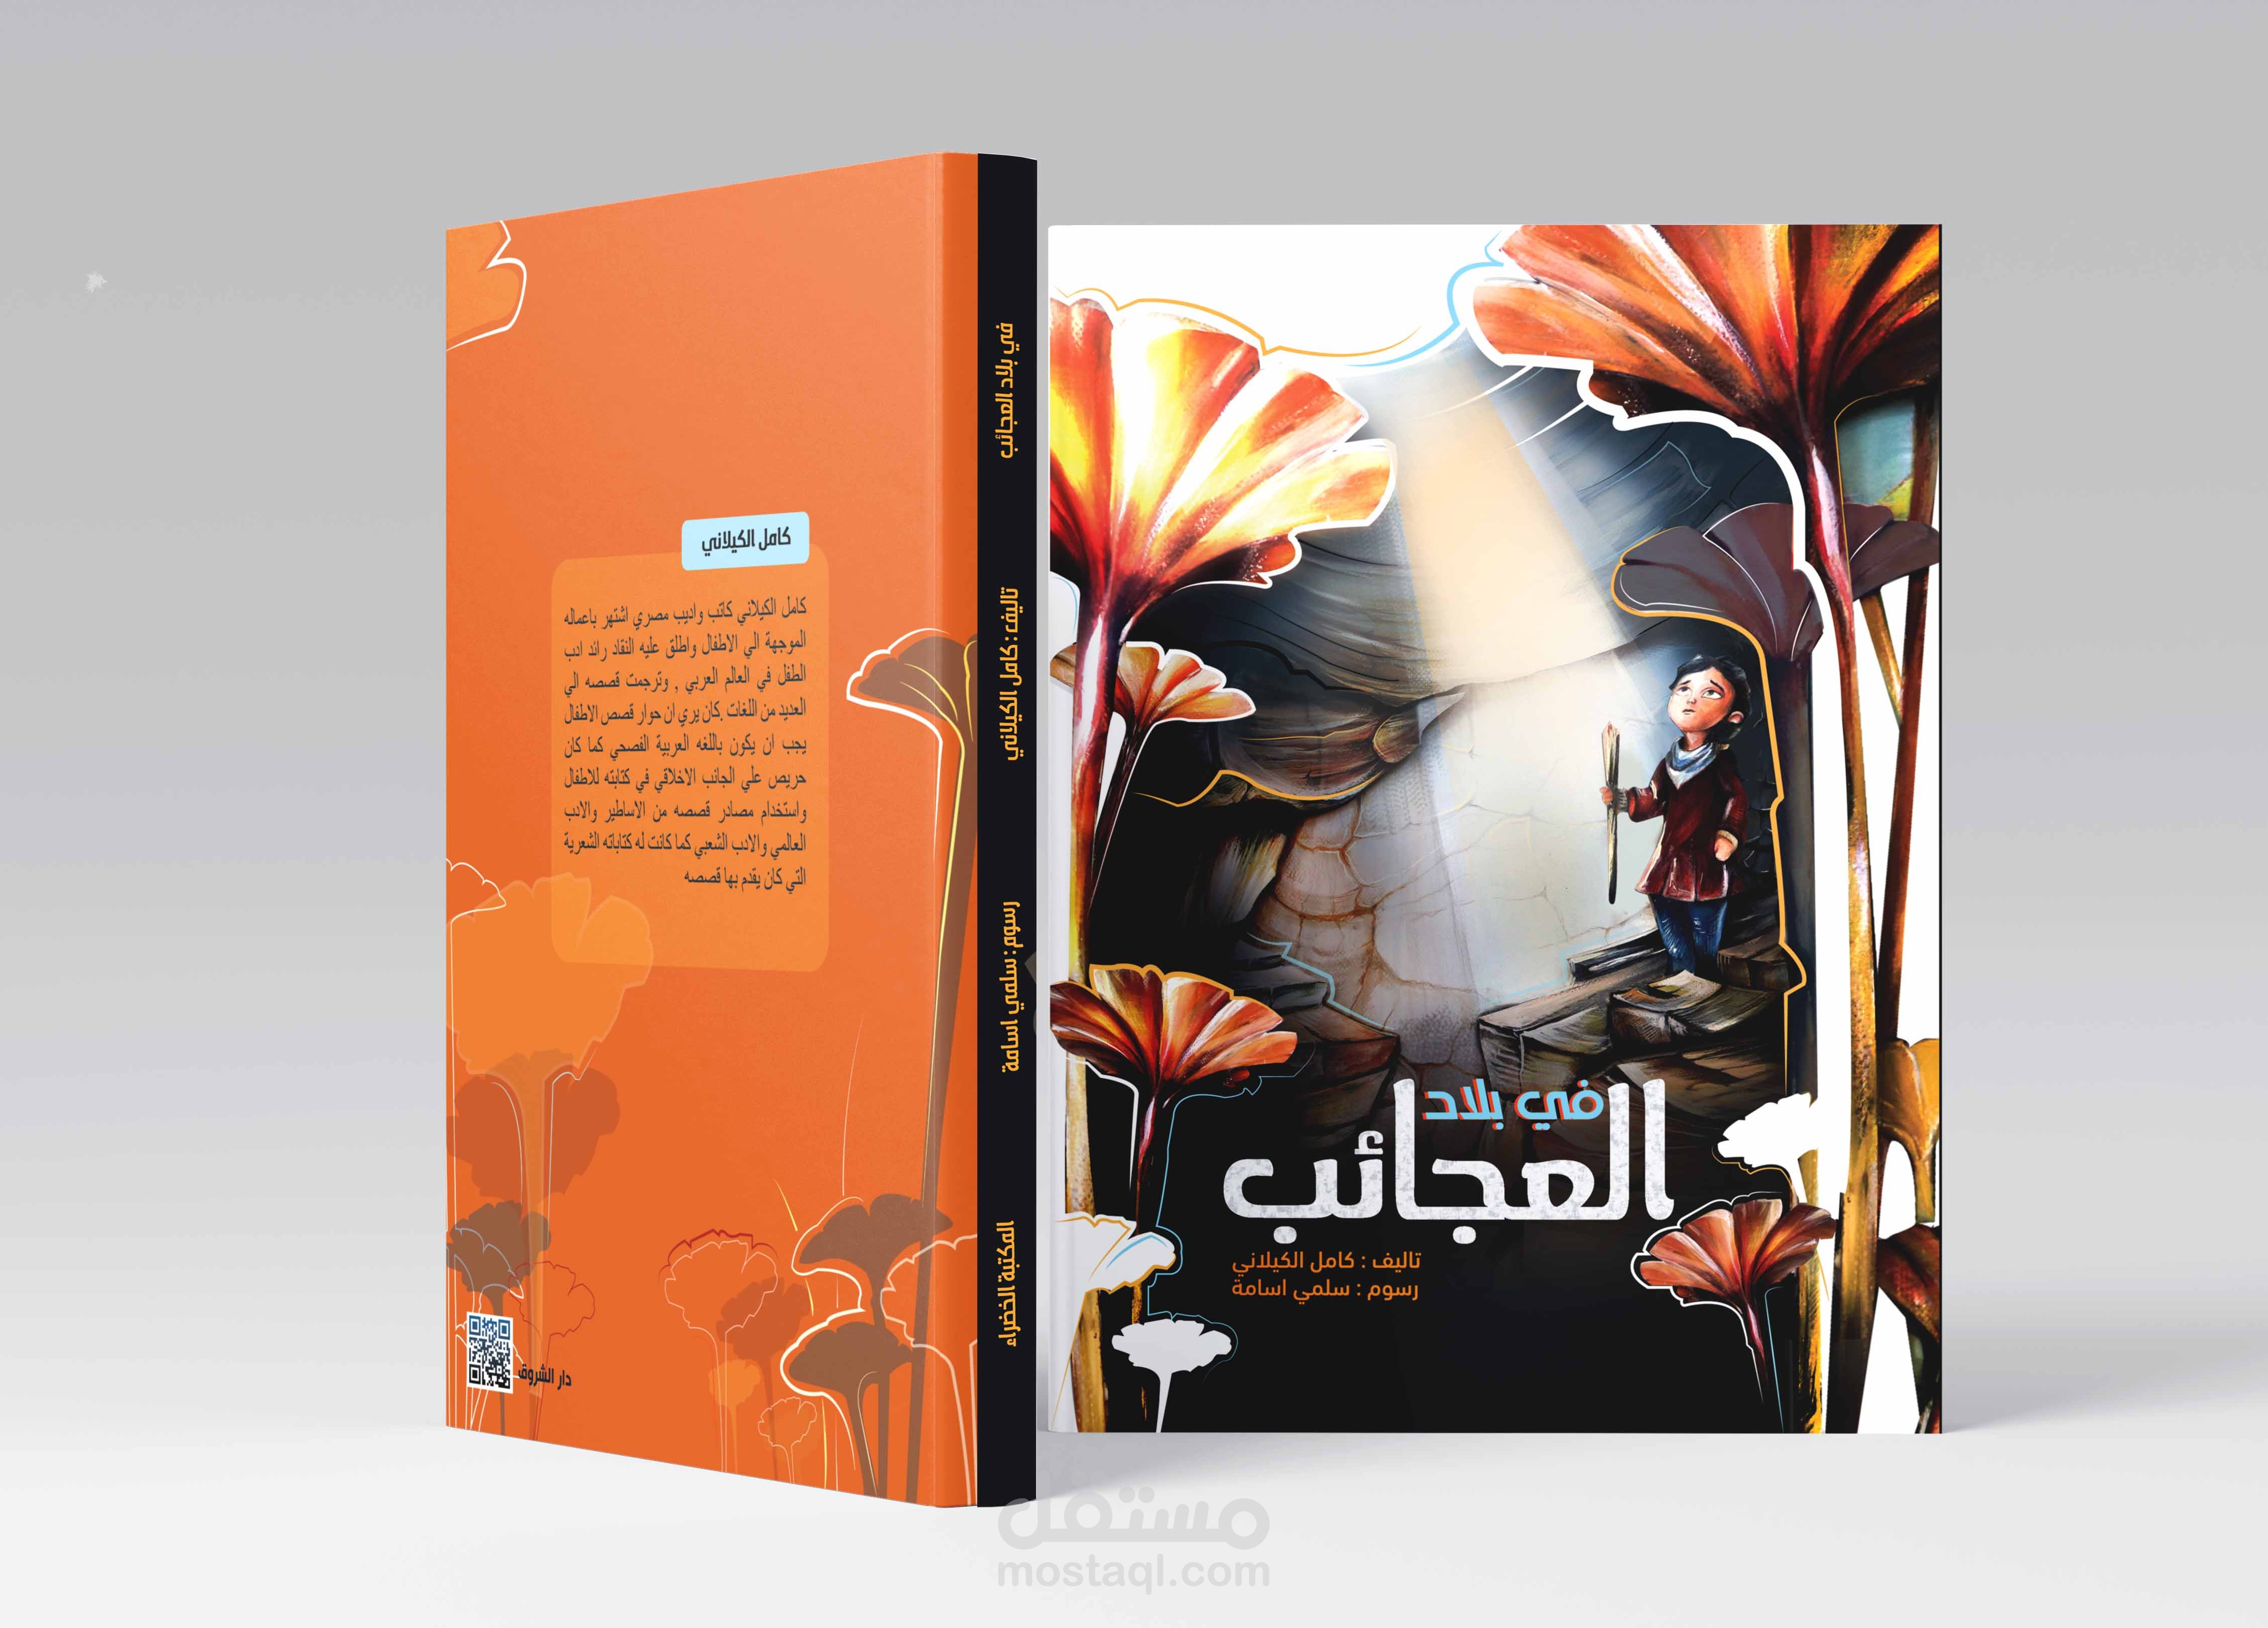 في بلاد
العجائب
تاليف : كامل الكيلاني
رسوم : سلمي اسامة
في بلاد العجائب
تاليف : كامل الكيلاني
رسوم : سلمي اسامة
المكتبة الخضراء
كامل الكيلاني
كامل الكيلاني كاتب واديب مصري اشتهر باعماله
الموجهة الي الاطفال واطلق عليه النقاد رائد ادب
الطفل في العالم العربي , وترجمت قصصه الي
العديد من اللغات .كان يري ان حوار قصص الاطفال
يجب ان يكون باللغه العربية الفصحي كما كان
حريص علي الجانب الاخلاقي في كتابته للاطفال
واستخدام مصادر قصصه من الاساطير والادب
العالمي والادب الشعبي كما كانت له كتاباته الشعرية
التي كان يقدم بها قصصه
دار الشروق
مستقل
mostaql.com